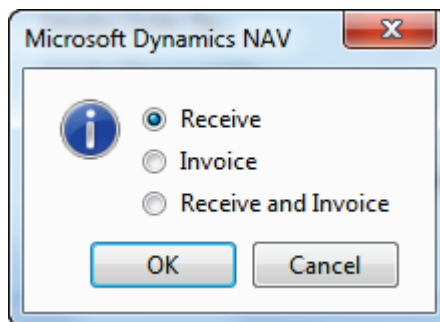 Microsoft Dynamics NAV
Receive
Invoice
Receive and Invoice
OK
Cancel